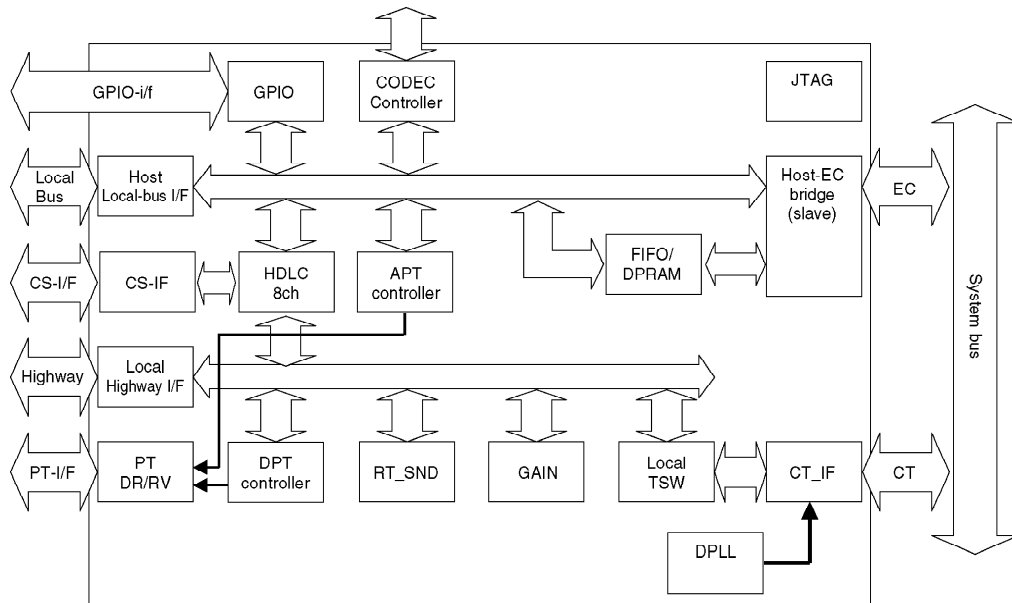 GPIO-i/f
GPIO
CODEC
Controller
JTAG
Local
Bus
Host
Local-bus I/F
Host-EC
bridge
(slave)
EC
CS-I/F
CS-IF
HDLC
8ch
APT
controller
FIFO/
DPRAM
System bus
Highway
Local
Highway I/F
PT-I/F
PT
DR/RV
DPT
controller
RT_SND
GAIN
Local
TSW
CT_IF
CT
DPLL